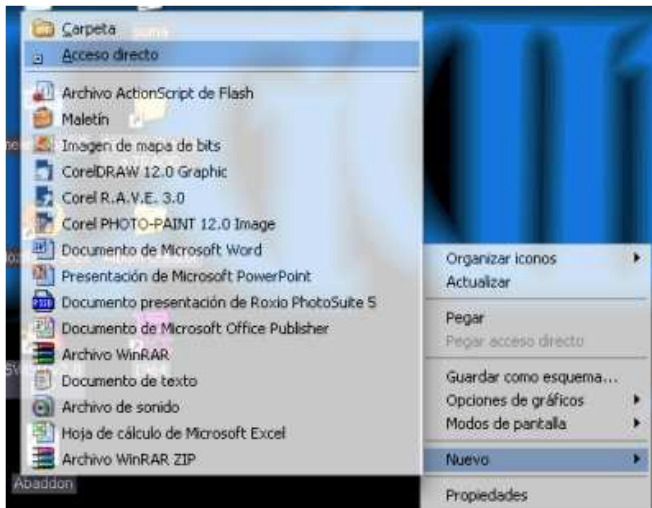 Carpeta
Acceso directo
Archivo ActionScript de Flash
Maletín
Imagen de mapa de bits
CorelDRAW 12.0 Graphic
Corel R.A.V.E. 3.0
Corel PHOTO-PAINT 12.0 Image
Documento de Microsoft Word
Presentación de Microsoft PowerPoint
Documento presentación de Roxio PhotoSuite 5
Documento de Microsoft Office Publisher
Archivo WinRAR
Documento de texto
Archivo de sonido
Hoja de cálculo de Microsoft Excel
Archivo WinRAR ZIP
Organizar iconos
Actualizar
Pegar
Pegar acceso directo
Guardar como esquema...
Opciones de gráficos
Modos de pantalla
Nuevo
Propiedades
Abaddon